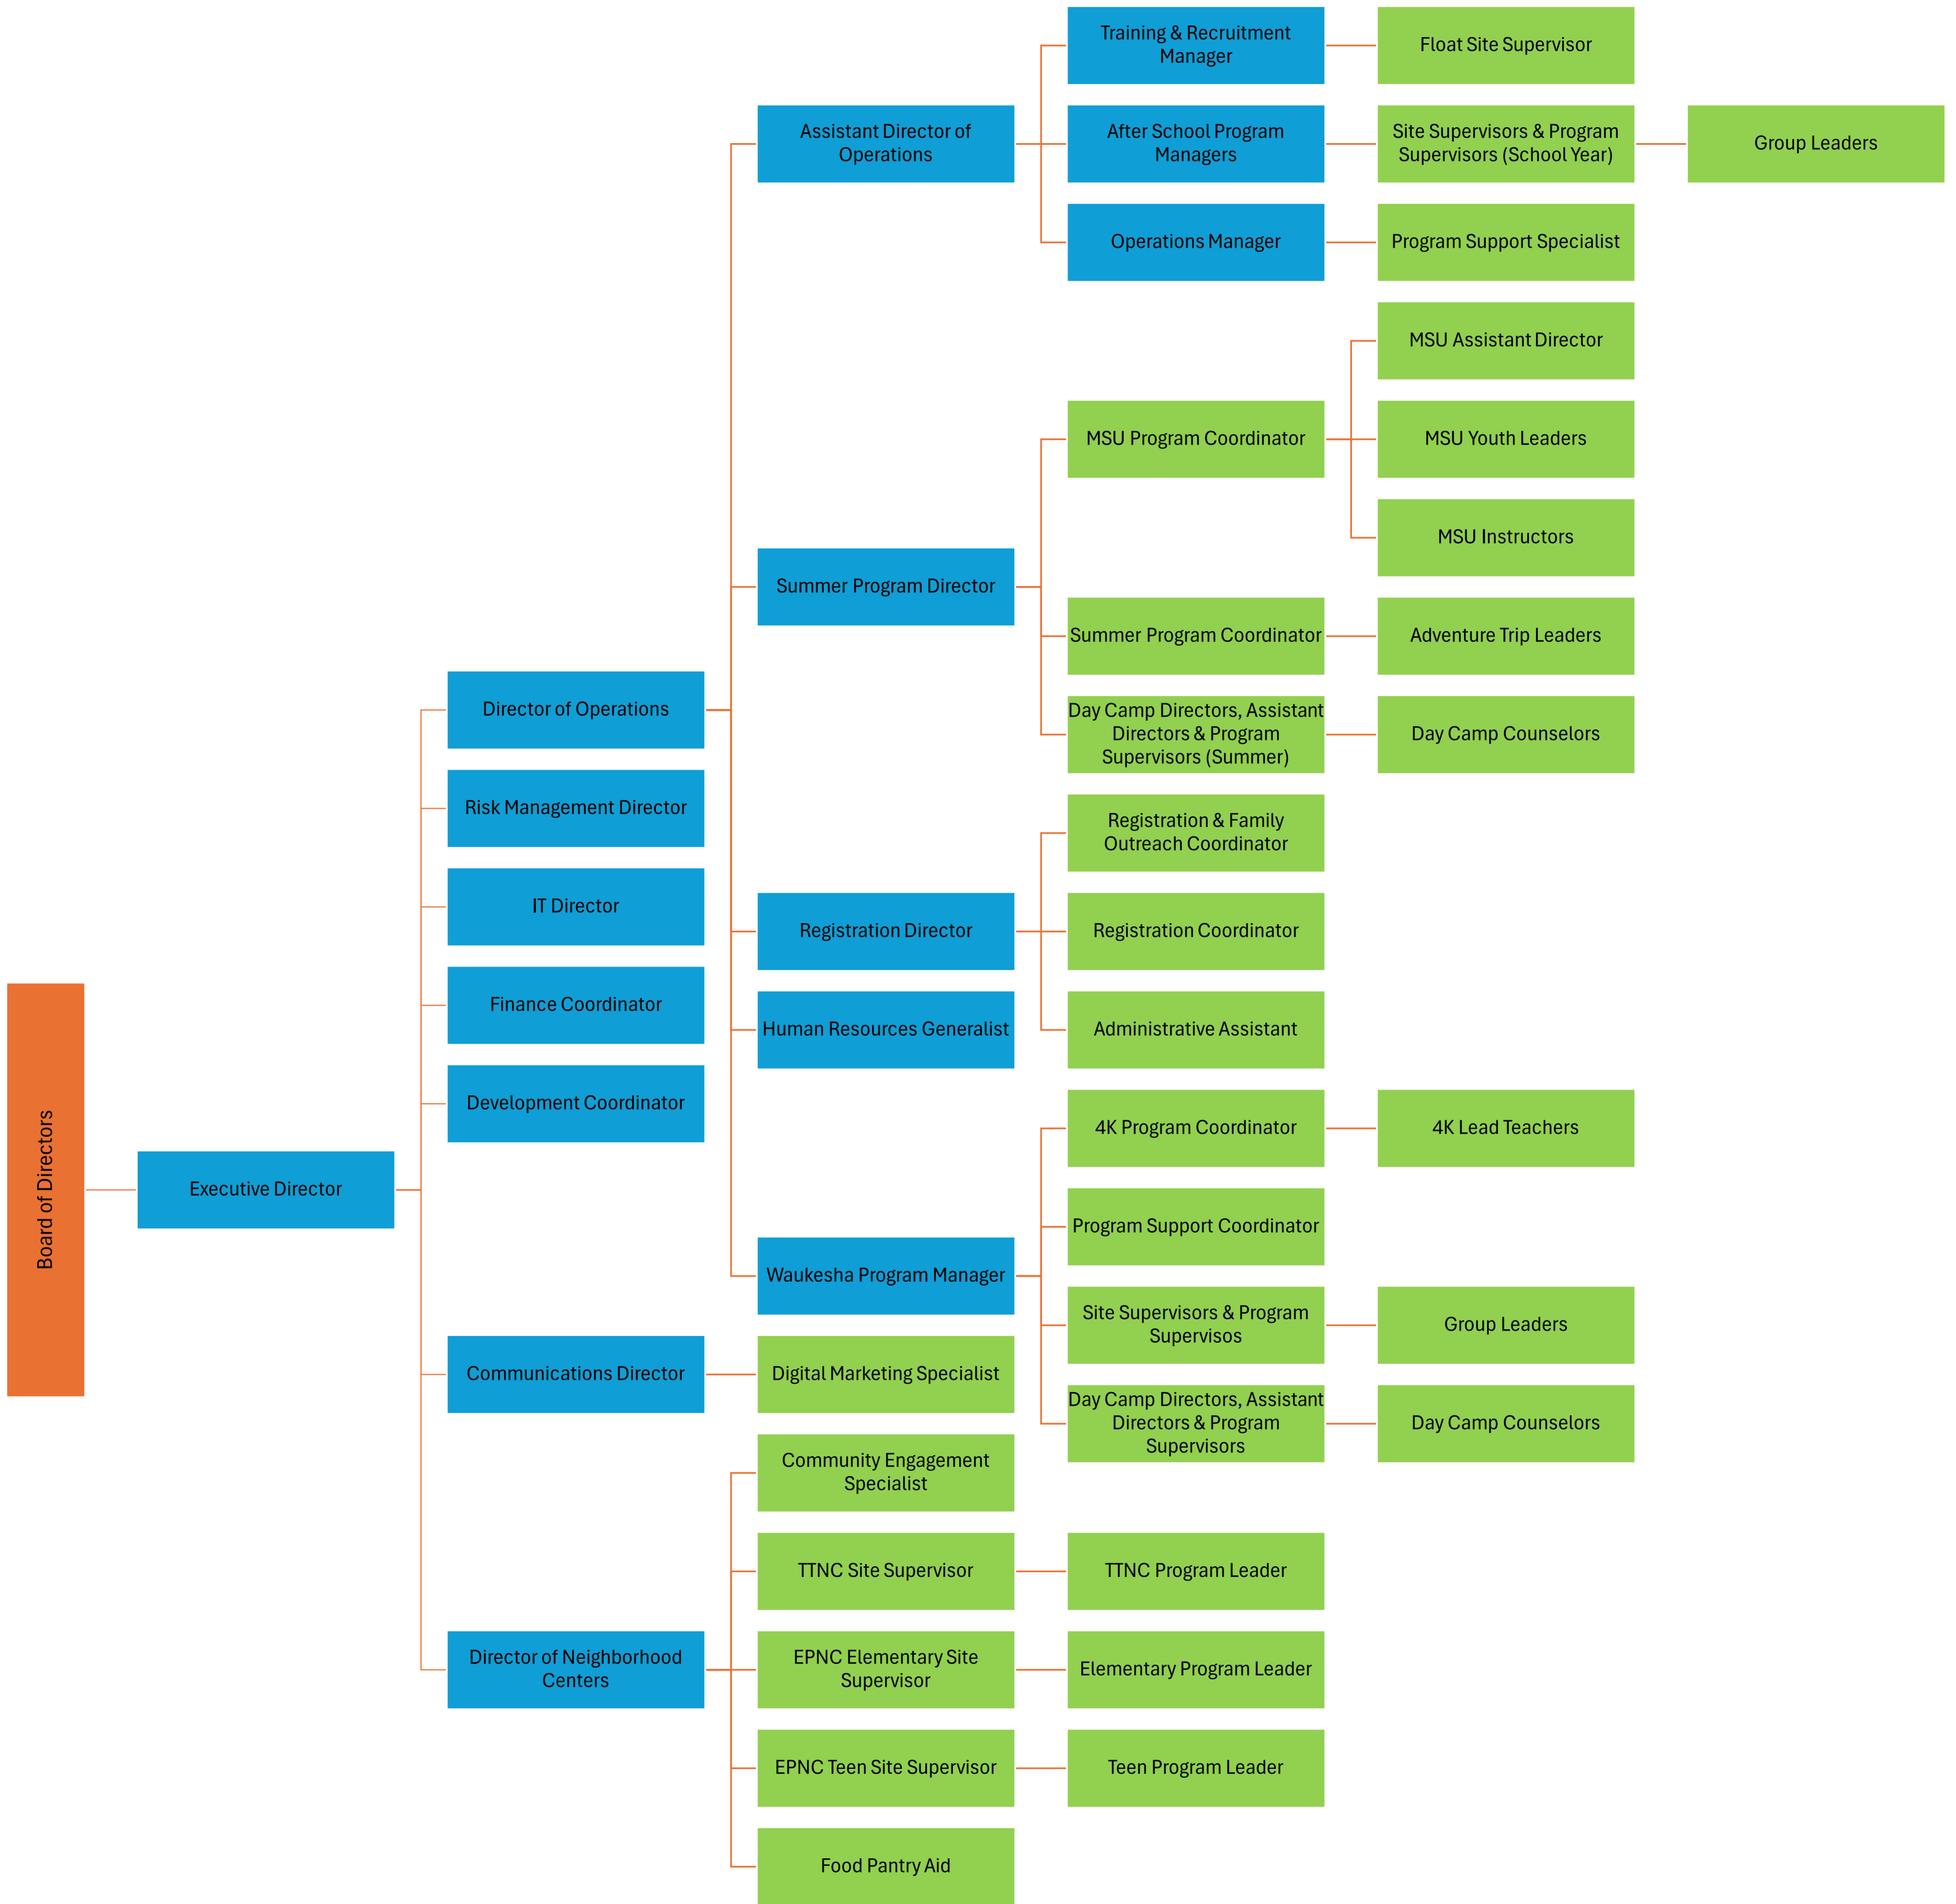 Board of Directors
Executive Director
Director of Operations
Assistant Director of
Operations
Training & Recruitment
Manager
Float Site Supervisor
After School Program
Managers
Site Supervisors & Program
Supervisors (School Year)
Group Leaders
Operations Manager
Program Support Specialist
Summer Program Director
MSU Program Coordinator
MSU Assistant Director
MSU Youth Leaders
MSU Instructors
Summer Program Coordinator
Adventure Trip Leaders
Day Camp Directors, Assistant
Directors & Program
Supervisors (Summer)
Day Camp Counselors
Registration Director
Registration & Family
Outreach Coordinator
Registration Coordinator
Administrative Assistant
Human Resources Generalist
Waukesha Program Manager
4K Program Coordinator
4K Lead Teachers
Program Support Coordinator
Site Supervisors & Program
Supervisos
Group Leaders
Day Camp Directors, Assistant
Directors & Program
Supervisors
Day Camp Counselors
Risk Management Director
IT Director
Finance Coordinator
Development Coordinator
Communications Director
Digital Marketing Specialist
Director of Neighborhood
Centers
Community Engagement
Specialist
TTNC Site Supervisor
TTNC Program Leader
EPNC Elementary Site
Supervisor
Elementary Program Leader
EPNC Teen Site Supervisor
Teen Program Leader
Food Pantry Aid